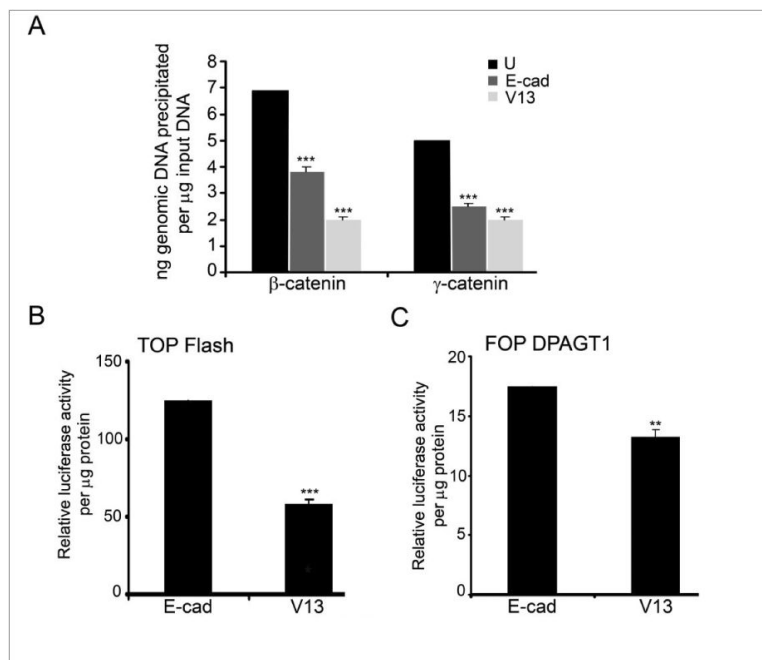 A
U
E-cad
V13
ng genomic DNA precipitated
per μg input DNA
8
7
6
5
4
3
2
1
0
***
***
***
***
β-catenin
γ-catenin
B
TOP Flash
Relative luciferase activity
per μg protein
150
100
50
0
***
E-cad
V13
C
FOP DPAGT1
Relative luciferase activity
per μg protein
20
15
10
5
0
**
E-cad
V13